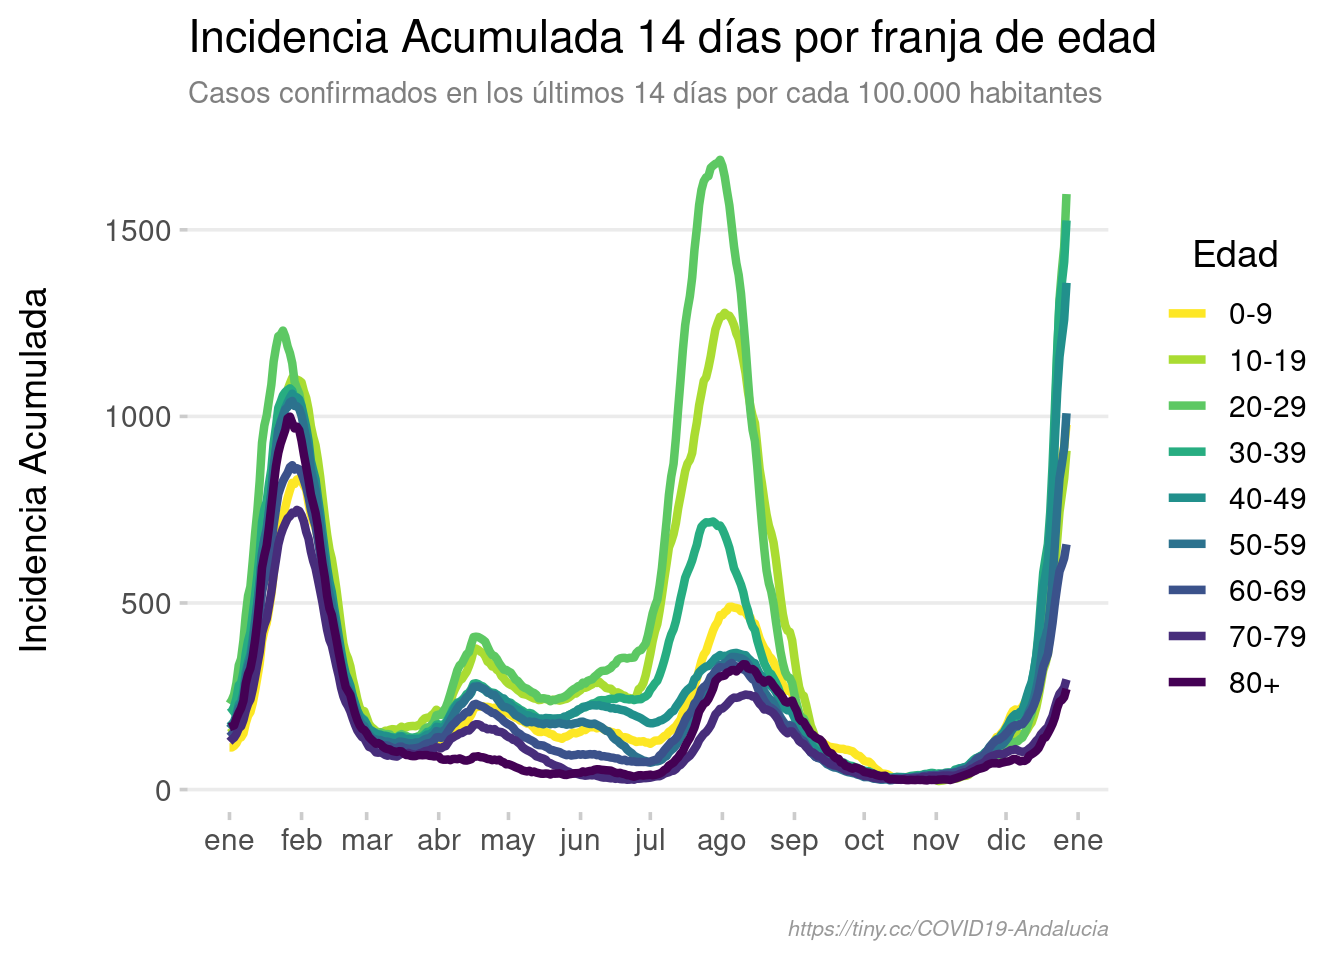 Incidencia Acumulada 14 días por franja de edad
Casos confirmados en los últimos 14 días por cada 100.000 habitantes
Incidencia Acumulada
1500
1000
500
0
ene feb mar abr may jun jul ago sep oct nov dic ene
Edad
0-9
10-19
20-29
30-39
40-49
50-59
60-69
70-79
80+
https://tiny.cc/COVID19-Andalucia